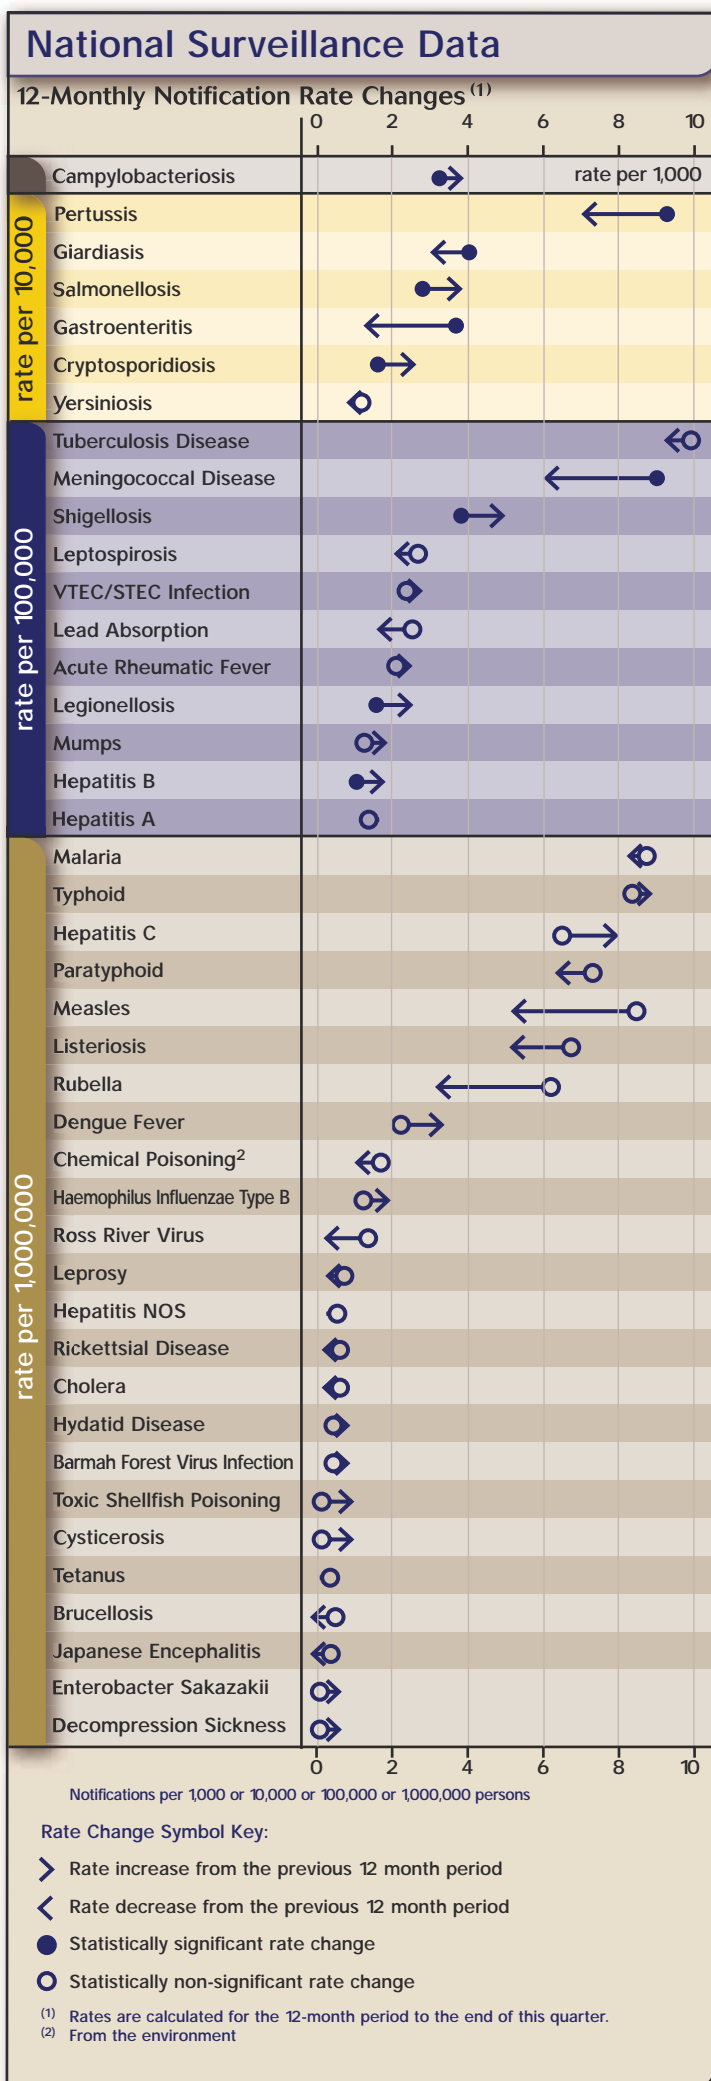 National Surveillance Data
12-Monthly Notification Rate Changes (1)
0 2 4 6 8 10
Campylobacteriosis rate per 1,000
rate per 10,000
Pertussis
Giardiasis
Salmonellosis
Gastroenteritis
Cryptosporidiosis
Yersiniosis
rate per 100,000
Tuberculosis Disease
Meningococcal Disease
Shigellosis
Leptospirosis
VTEC/STEC Infection
Lead Absorption
Acute Rheumatic Fever
Legionellosis
Mumps
Hepatitis B
Hepatitis A
rate per 1,000,000
Malaria
Typhoid
Hepatitis C
Paratyphoid
Measles
Listeriosis
Rubella
Dengue Fever
Chemical Poisoning2
Haemophilus Influenzae Type B
Ross River Virus
Leprosy
Hepatitis NOS
Rickettsial Disease
Cholera
Hydatid Disease
Barmah Forest Virus Infection
Toxic Shellfish Poisoning
Cysticerosis
Tetanus
Brucellosis
Japanese Encephalitis
Enterobacter Sakazakii
Decompression Sickness
0 2 4 6 8 10
Notifications per 1,000 or 10,000 or 100,000 or 1,000,000 persons
Rate Change Symbol Key:
Rate increase from the previous 12 month period
Rate decrease from the previous 12 month period
Statistically significant rate change
Statistically non-significant rate change
(1) Rates are calculated for the 12-month period to the end of this quarter.
(2) From the environment